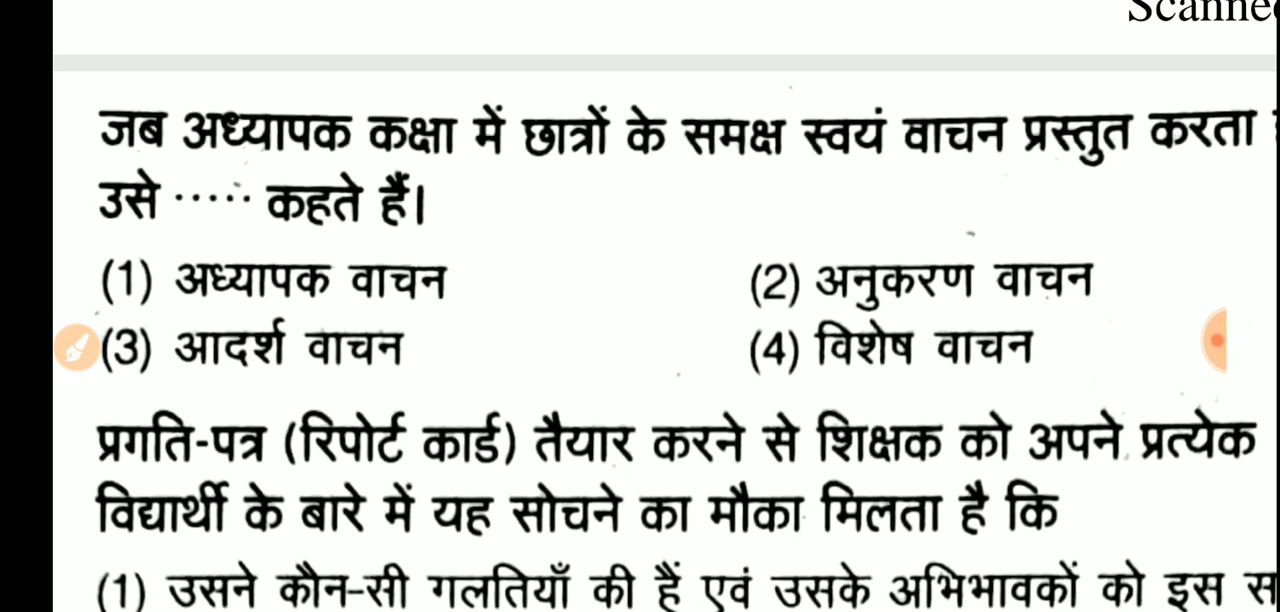 Scanned
जब अध्यापक कक्षा में छात्रों के समक्ष स्वयं वाचन प्रस्तुत करता
उसे ...... कहते हैं।
(1) अध्यापक वाचन (2) अनुकरण वाचन
(3) आदर्श वाचन (4) विशेष वाचन
प्रगति-पत्र (रिपोर्ट कार्ड) तैयार करने से शिक्षक को अपने प्रत्येक
विद्यार्थी के बारे में यह सोचने का मौका मिलता है कि
(1) उसने कौन-सी गलतियाँ की हैं एवं उसके अभिभावकों को इस